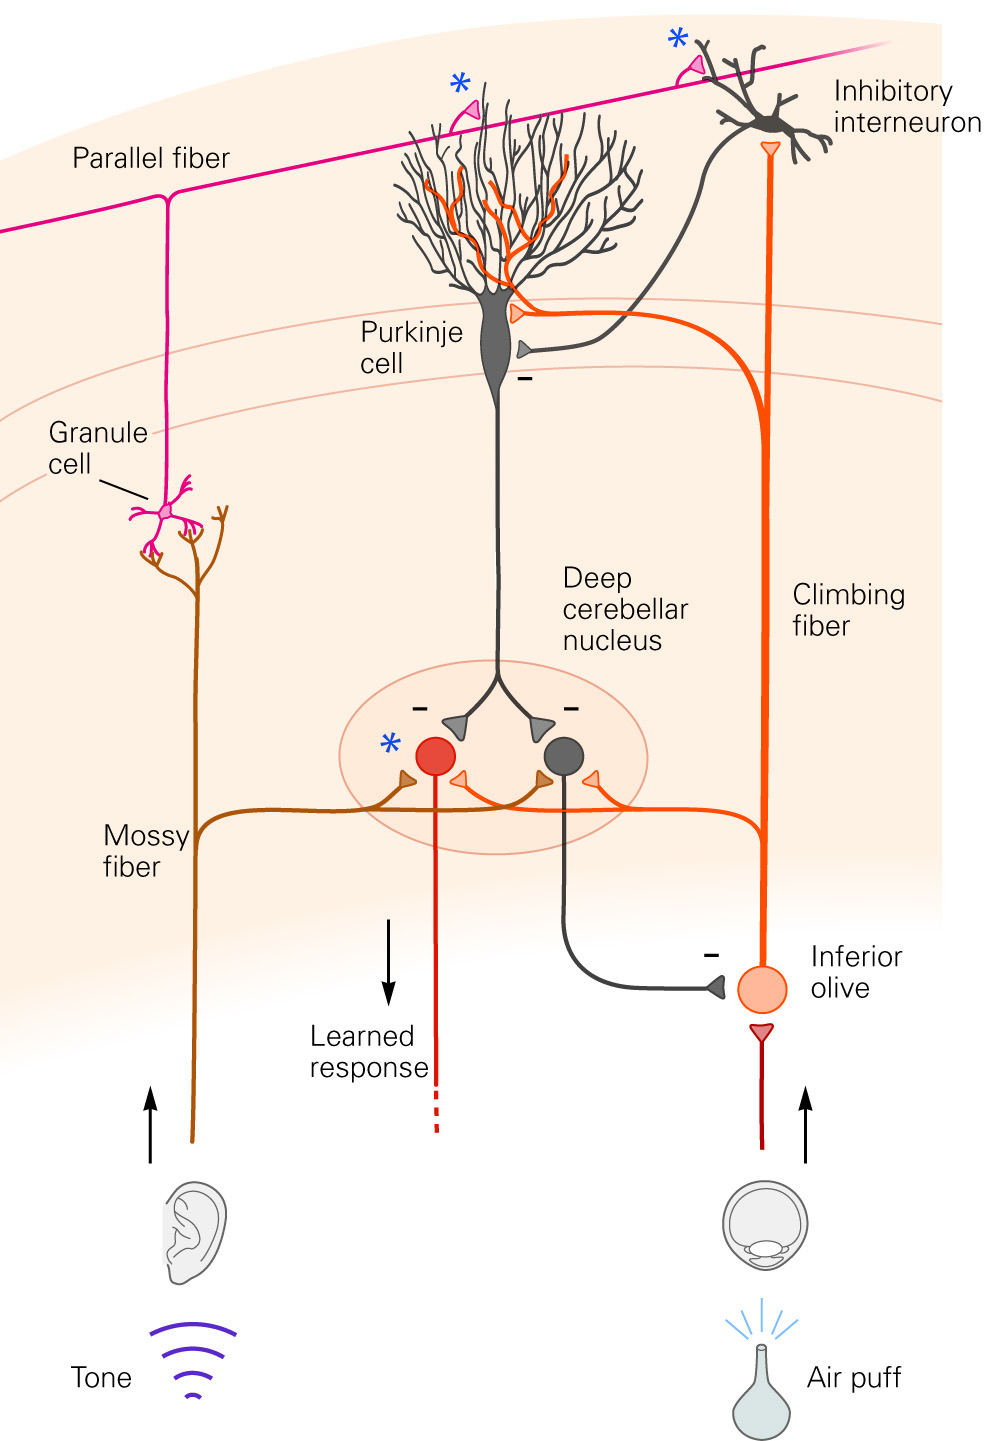 *
*
Inhibitory
interneuron
Parallel fiber
Purkinje
cell
–
Granule
cell
Deep
cerebellar
nucleus
Climbing
fiber
–
–
*
Mossy
fiber
–
Inferior
olive
Learned
response
Tone
Air puff